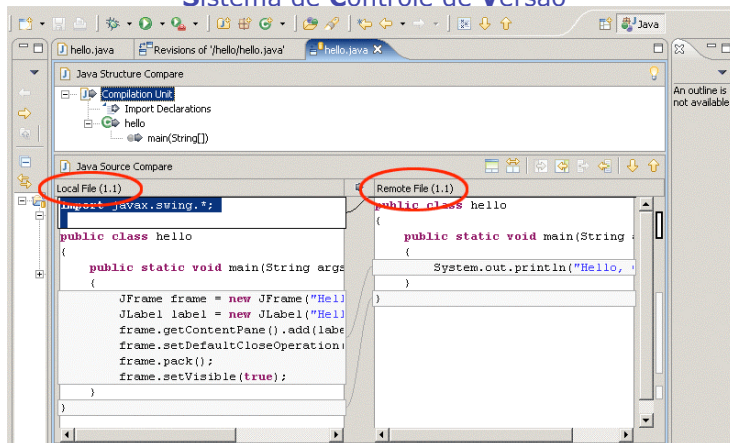 Sistema de Controle de Versão
Java
hello.java
Revisions of '/hello/hello.java'
hello.java
Java Structure Compare
Compilation Unit
Import Declarations
hello
main(String[])
An outline is
not available
Java Source Compare
Local File (1.1)
Remote File (1.1)
import javax.swing.*;
public class hello
{
public static void main(String args
{
JFrame frame = new JFrame("Hell
JLabel label = new JLabel("Hell
frame.getContentPane().add(labe
frame.setDefaultCloseOperation(
frame.pack();
frame.setVisible(true);
}
}
public class hello
{
public static void main(String a
{
System.out.println("Hello,
}
}